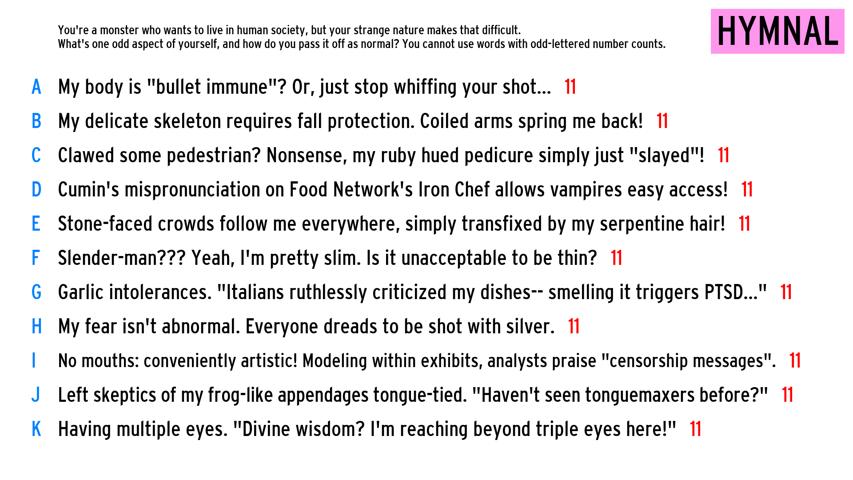 You're a monster who wants to live in human society, but your strange nature makes that difficult.
What's one odd aspect of yourself, and how do you pass it off as normal? You cannot use words with odd-lettered number counts.
HYMNAL
A My body is "bullet immune"? Or, just stop whiffing your shot... 11
B My delicate skeleton requires fall protection. Coiled arms spring me back! 11
C Clawed some pedestrian? Nonsense, my ruby hued pedicure simply just "slayed"! 11
D Cumin's mispronunciation on Food Network's Iron Chef allows vampires easy access! 11
E Stone-faced crowds follow me everywhere, simply transfixed by my serpentine hair! 11
F Slender-man??? Yeah, I'm pretty slim. Is it unacceptable to be thin? 11
G Garlic intolerances. "Italians ruthlessly criticized my dishes-- smelling it triggers PTSD..." 11
H My fear isn't abnormal. Everyone dreads to be shot with silver. 11
I No mouths: conveniently artistic! Modeling within exhibits, analysts praise "censorship messages". 11
J Left skeptics of my frog-like appendages tongue-tied. "Haven't seen tonguemaxers before?" 11
K Having multiple eyes. "Divine wisdom? I'm reaching beyond triple eyes here!" 11